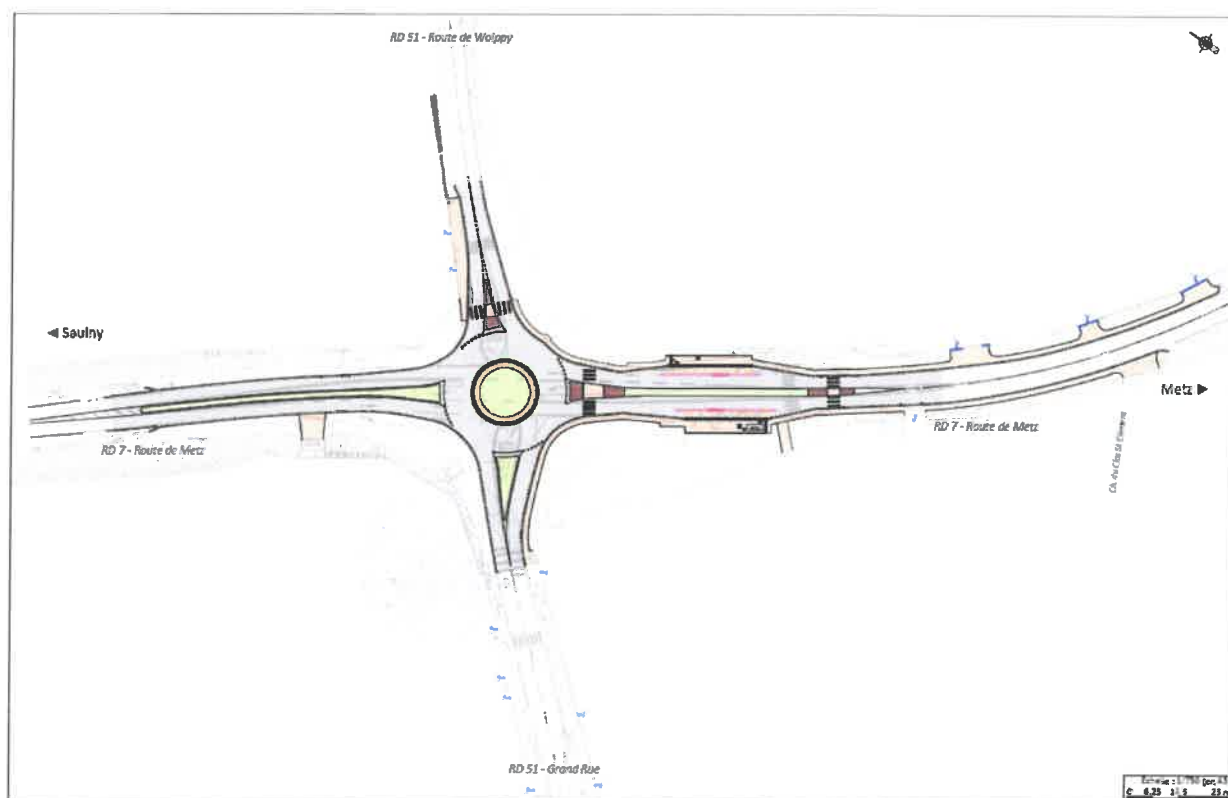 RD 51 - Route de Woippy
◄ Saulny
Metz ►
RD 7 - Route de Metz
RD 7 - Route de Metz
RD 51 - Grand Rue